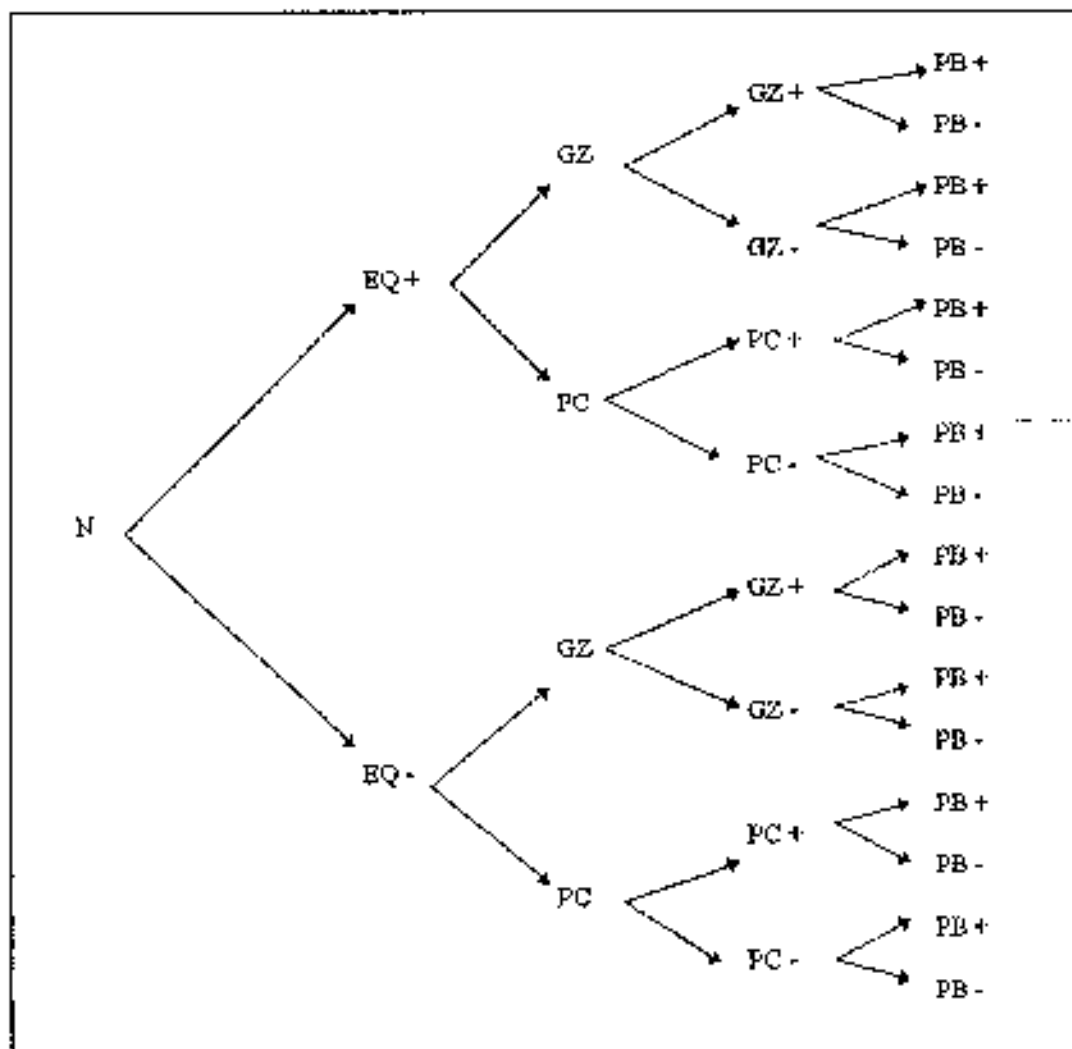 PB+
GZ+
PB-
GZ
PB+
GZ-
PB-
EQ+
PB+
PC+
PB-
PC
PB+
PC-
PB-
N
PB+
GZ+
PB-
GZ
PB+
GZ-
PB-
EQ-
PB+
PC+
PB-
PC
PB+
PC-
PB-